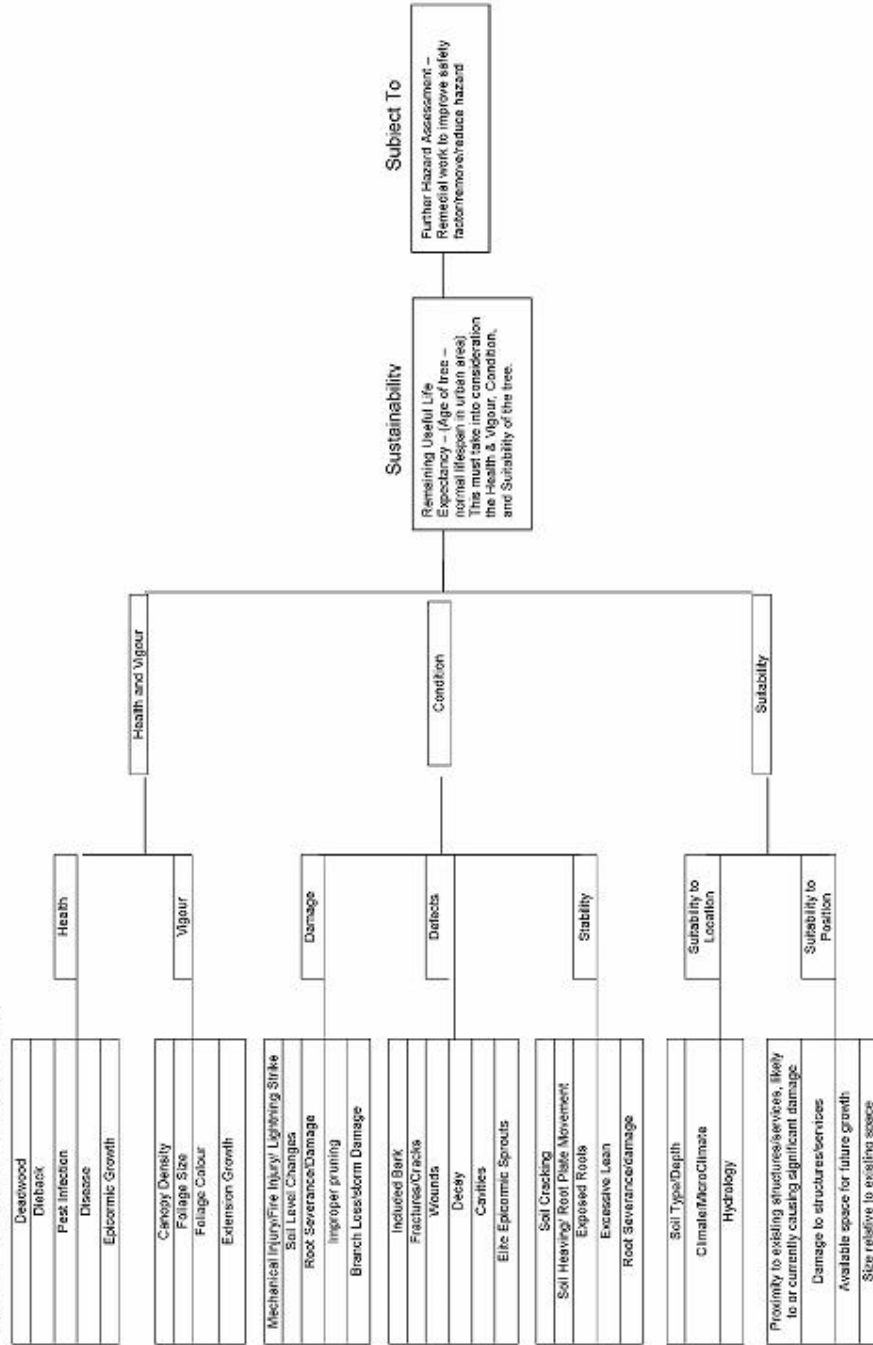 Deadwood
Dieback
Pest Infection
Disease
Epicormic Growth
Canopy Density
Foliage Size
Foliage Colour
Extension Growth
Mechanical Injury/Fire Injury/ Lightning Strike
Soil Level Changes
Root Severance/Damage
Improper pruning
Branch Loss/storm Damage
Included Bark
Fractures/Cracks
Wounds
Decay
Cavities
Elite Epicormic Sprouts
Soil Cracking
Soil Heaving/ Root Plate Movement
Exposed Roots
Excessive Lean
Root Severance/damage
Soil Type/Depth
Climate/MicroClimate
Hydrology
Proximity to existing structures/services, likely
to or currently causing significant damage
Damage to structures/services
Available space for future growth
Size relative to existing space
Health
Vigour
Damage
Defects
Stability
Suitability to
Location
Suitability to
Position
Health and Vigour
Condition
Suitability
Sustainability
Remaining Useful Life
Expectancy – (Age of tree –
normal lifespan in urban area)
This must take into consideration
the Health & Vigour, Condition,
and Suitability of the tree.
Subject To
Further Hazard Assessment –
Remedial work to improve safety
factor/remove/reduce hazard